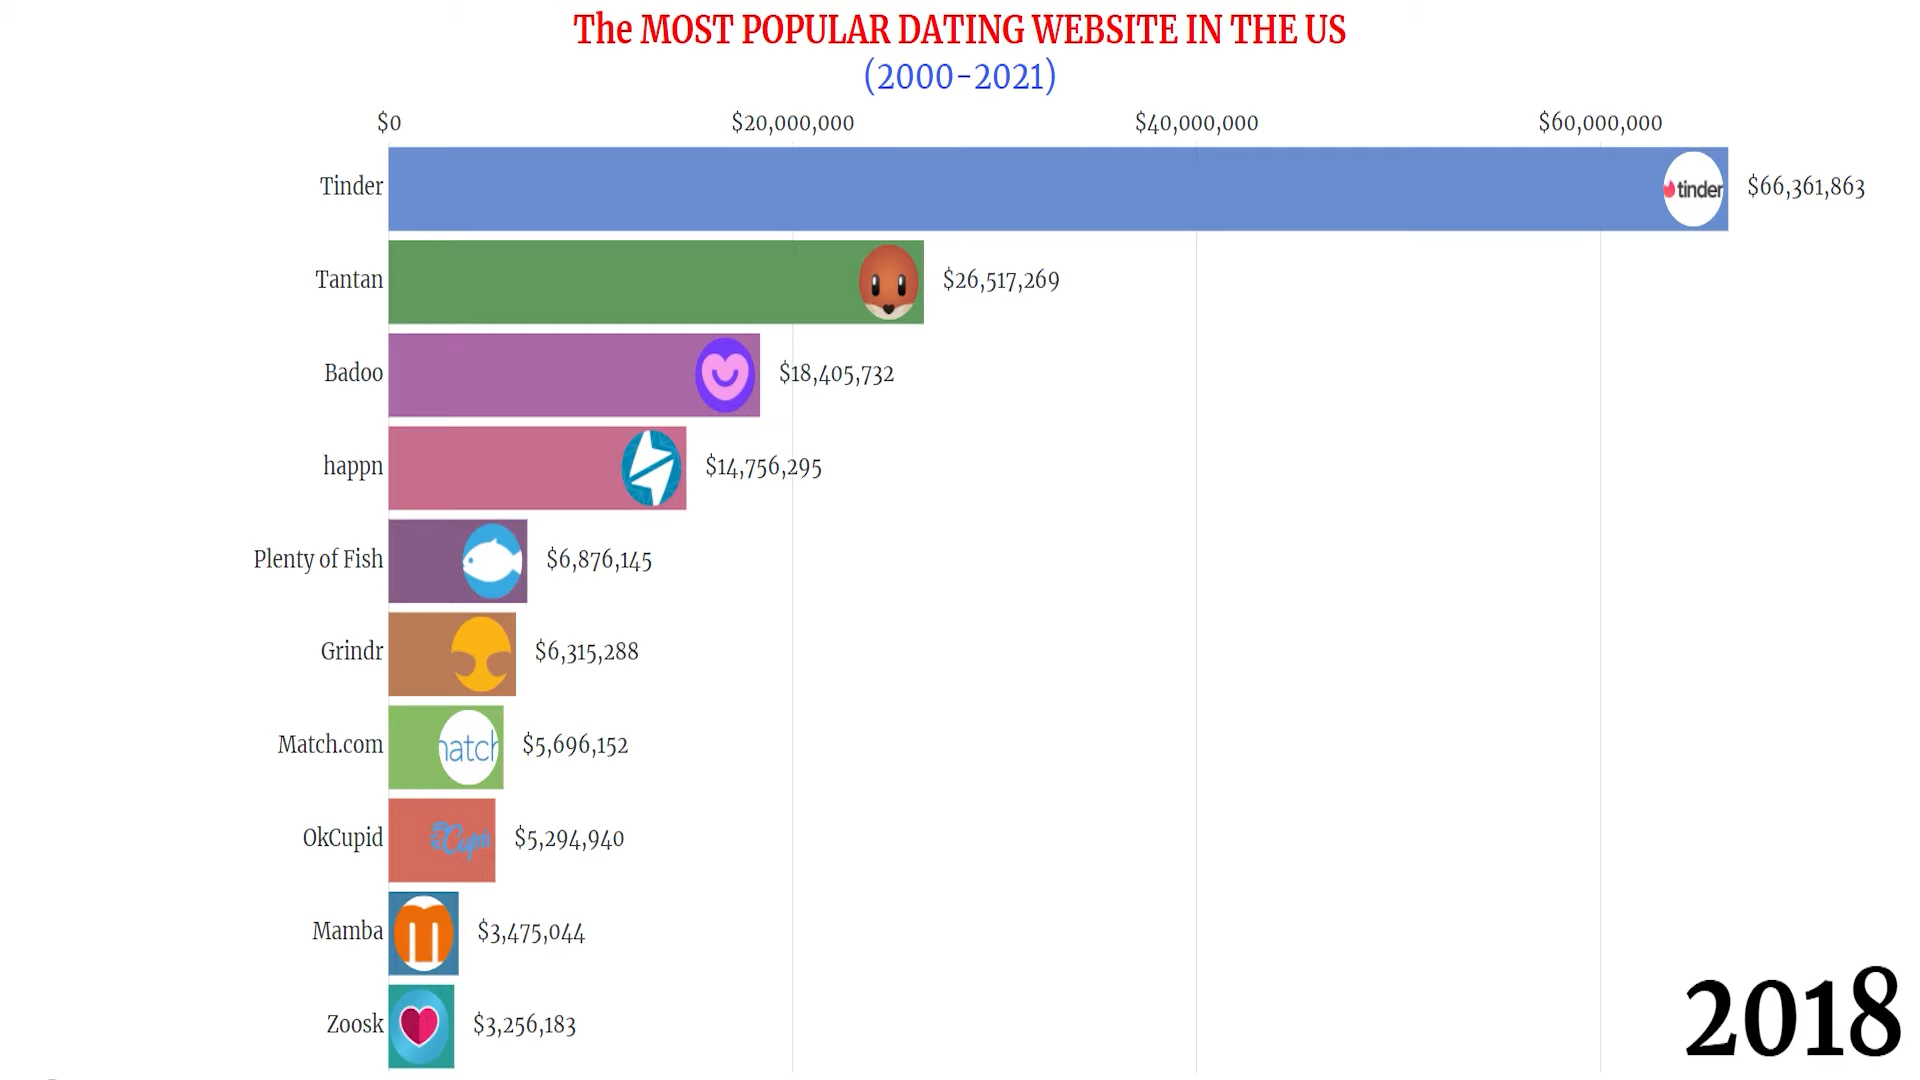 The MOST POPULAR DATING WEBSITE IN THE US
(2000-2021)
$0 $20,000,000 $40,000,000 $60,000,000
Tinder tinder $66,361,863
Tantan $26,517,269
Badoo $18,405,732
happn $14,756,295
Plenty of Fish $6,876,145
Grindr $6,315,288
Match.com match $5,696,152
OkCupid $5,294,940
Mamba $3,475,044
Zoosk $3,256,183
2018